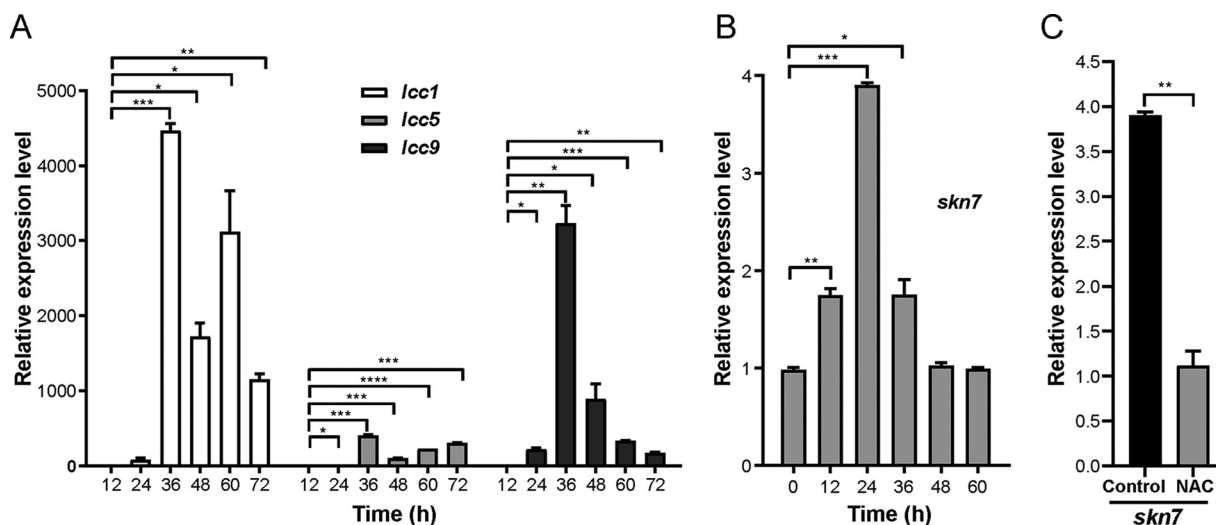 A
Relative expression level
5000
4000
3000
2000
1000
0
***
*
*
**
lcc1
lcc5
lcc9
*
***
***
****
***
*
**
*
***
**
12 24 36 48 60 72 12 24 36 48 60 72 12 24 36 48 60 72
Time (h)
B
Relative expression level
4
3
2
1
0
**
***
*
skn7
0 12 24 36 48 60
Time (h)
C
Relative expression level
4.5
4.0
3.5
3.0
2.5
2.0
1.5
1.0
0.5
0.0
**
Control NAC
skn7